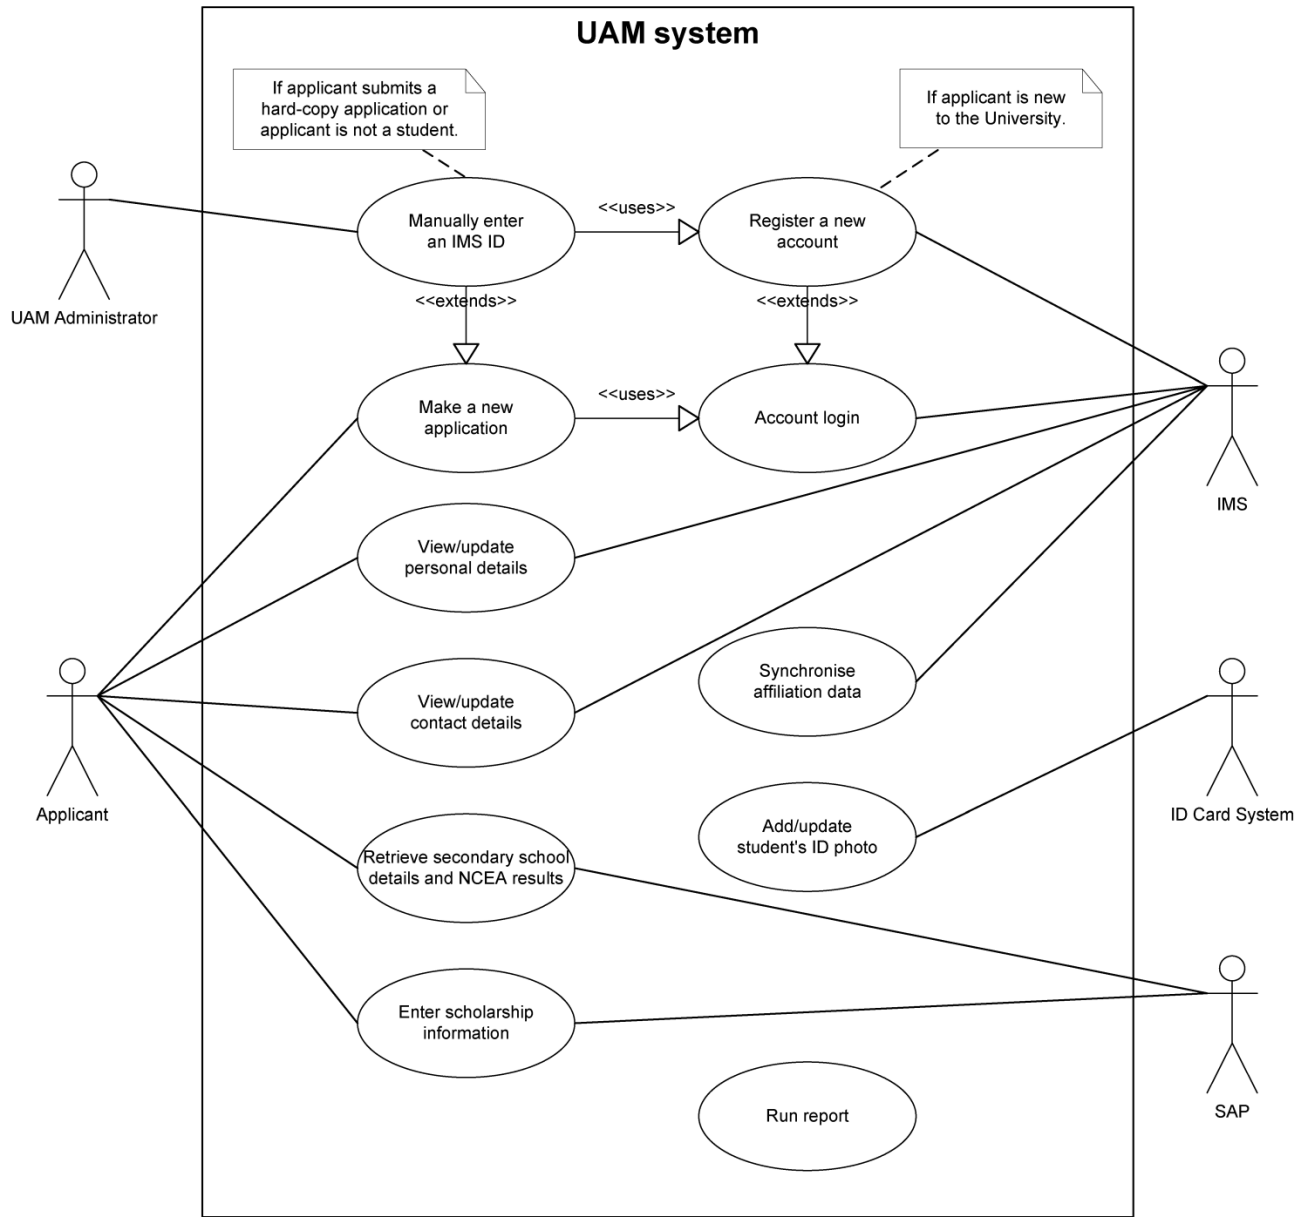 UAM system
If applicant submits a
hard-copy application or
applicant is not a student.
If applicant is new
to the University.
UAM Administrator
Manually enter
an IMS ID
<<uses>>
Register a new
account
<<extends>>
<<extends>>
Make a new
application
<<uses>>
Account login
IMS
View/update
personal details
Synchronise
affiliation data
View/update
contact details
Applicant
ID Card System
Add/update
student's ID photo
Retrieve secondary school
details and NCEA results
Enter scholarship
information
SAP
Run report